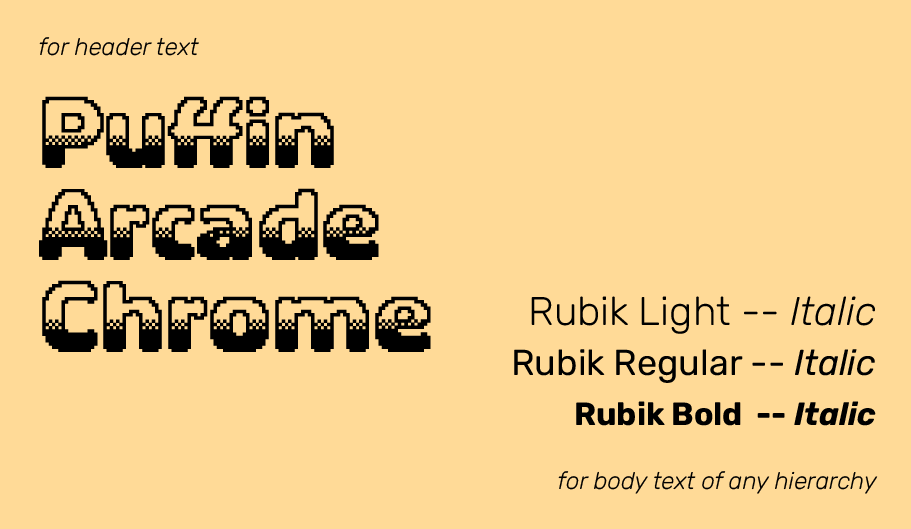 for header text
Puffin
Arcade
Chrome
Rubik Light -- Italic
Rubik Regular -- Italic
Rubik Bold -- Italic
for body text of any hierarchy